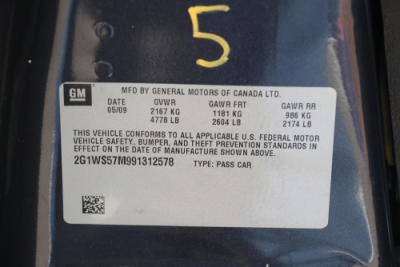 5
GM
MFD BY GENERAL MOTORS OF CANADA LTD.
DATE GVWR GAWR FRT GAWR RR
05/09 2167 KG 1181 KG 986 KG
4778 LB 2604 LB 2174 LB
THIS VEHICLE CONFORMS TO ALL APPLICABLE U.S. FEDERAL MOTOR
VEHICLE SAFETY, BUMPER, AND THEFT PREVENTION STANDARDS IN
EFFECT ON THE DATE OF MANUFACTURE SHOWN ABOVE.
2G1WS57M991312578 TYPE: PASS CAR